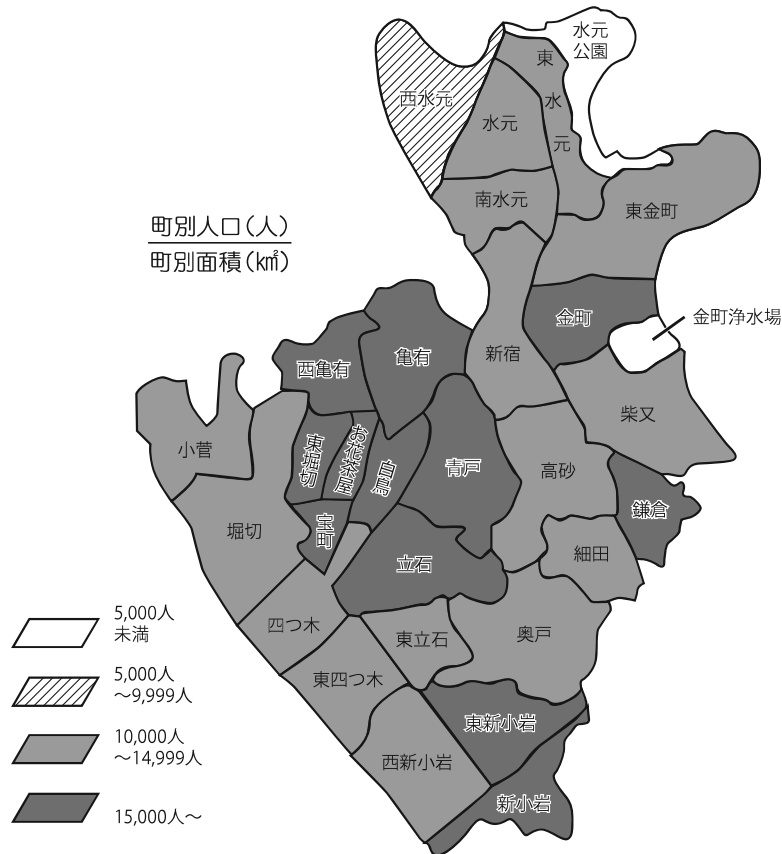 水元
公園
東水元
西水元
水元
南水元
東金町
町別人口(人)
町別面積(㎢)
金町
金町浄水場
新宿
亀有
西亀有
柴又
小菅
東堀切
お花茶屋
白鳥
青戸
高砂
鎌倉
堀切
宝町
立石
細田
四つ木
東立石
奥戸
東四つ木
東新小岩
西新小岩
新小岩
5,000人
未満
5,000人
～9,999人
10,000人
～14,999人
15,000人～